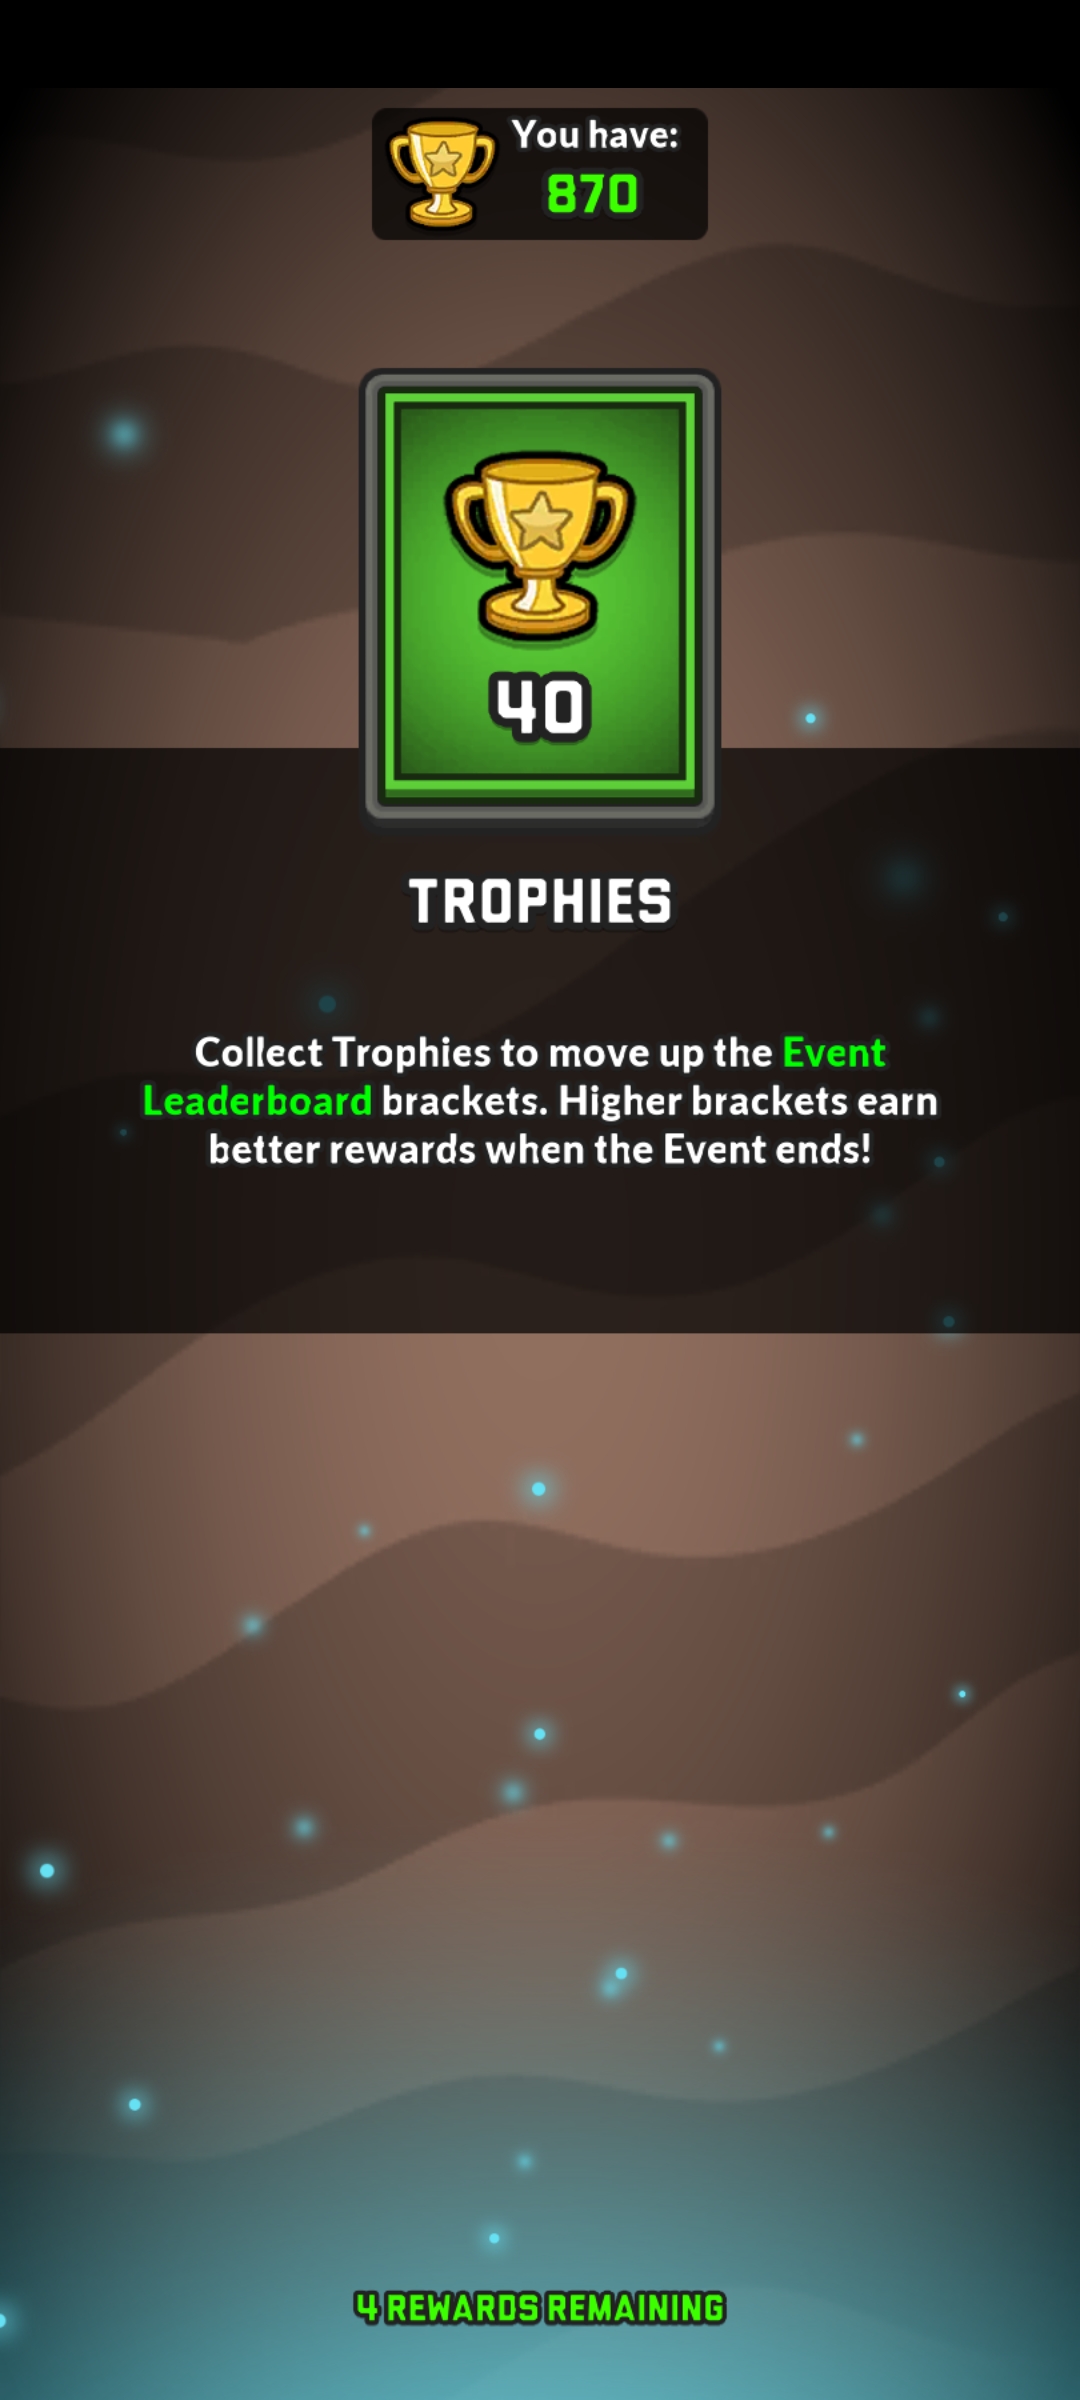 You have:
870
40
TROPHIES
Collect Trophies to move up the Event
Leaderboard brackets. Higher brackets earn
better rewards when the Event ends!
4 REWARDS REMAINING